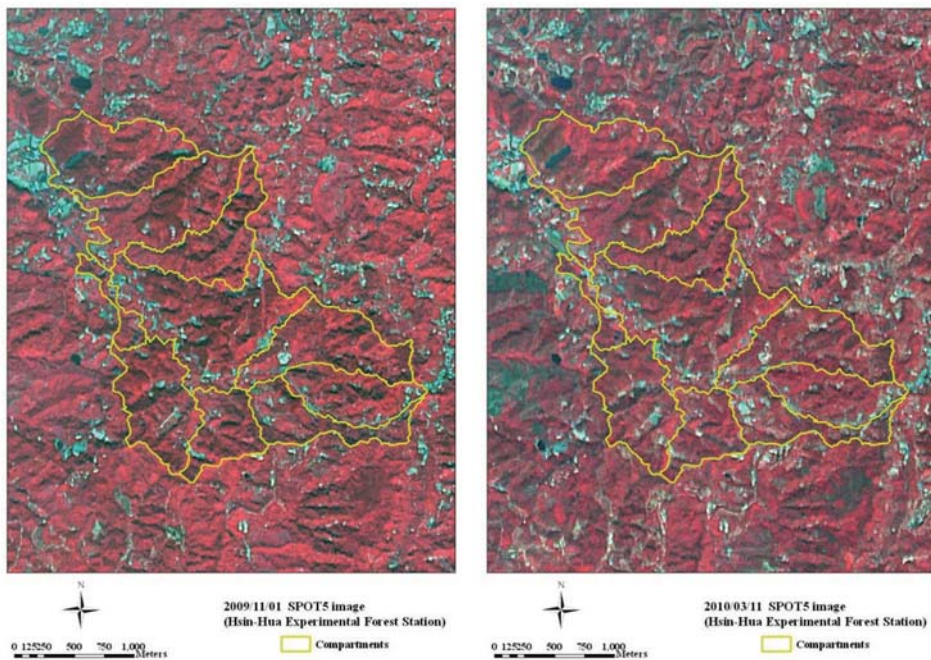 N
2009/11/01 SPOT5 image
(Hsin-Hua Experimental Forest Station)
Compartments
0 125250 500 750 1,000
Meters
N
2010/03/11 SPOT5 image
(Hsin-Hua Experimental Forest Station)
Compartments
0 125250 500 750 1,000
Meters